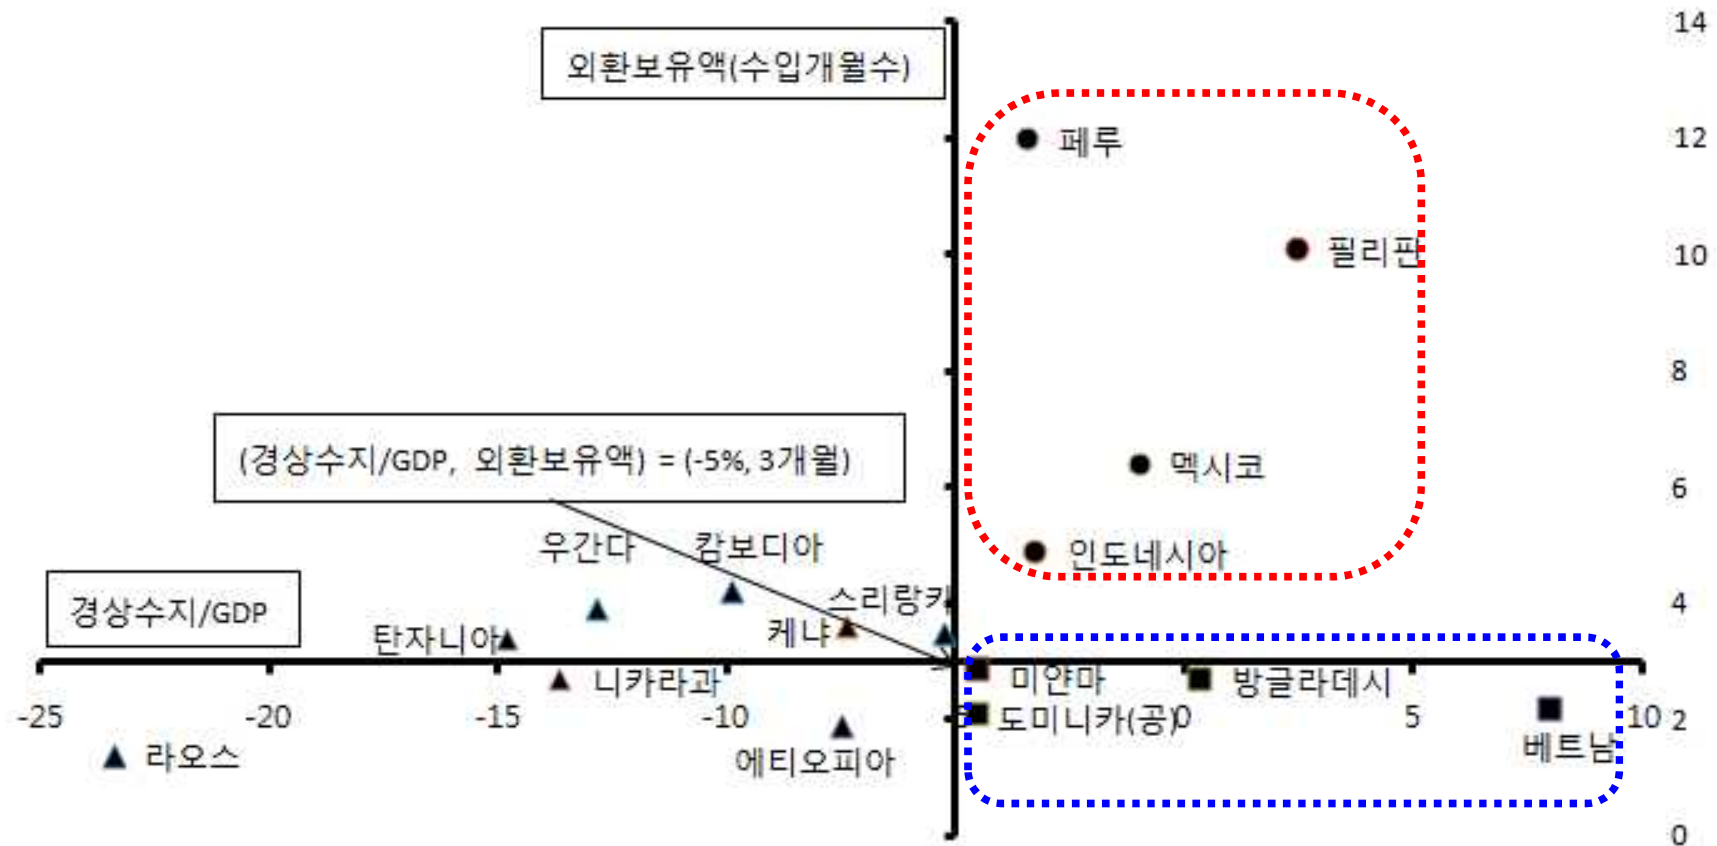 14
외환보유액(수입개월수)
12
페루
10
필리핀
8
(경상수지/GDP, 외환보유액) = (-5%, 3개월)
멕시코
6
우간다
캄보디아
인도네시아
경상수지/GDP
스리랑카
4
탄자니아
케냐
니카라과
미얀마
방글라데시
-25
-20
-15
-10
-5
도미니카(공)
0
5
10
2
라오스
에티오피아
베트남
0